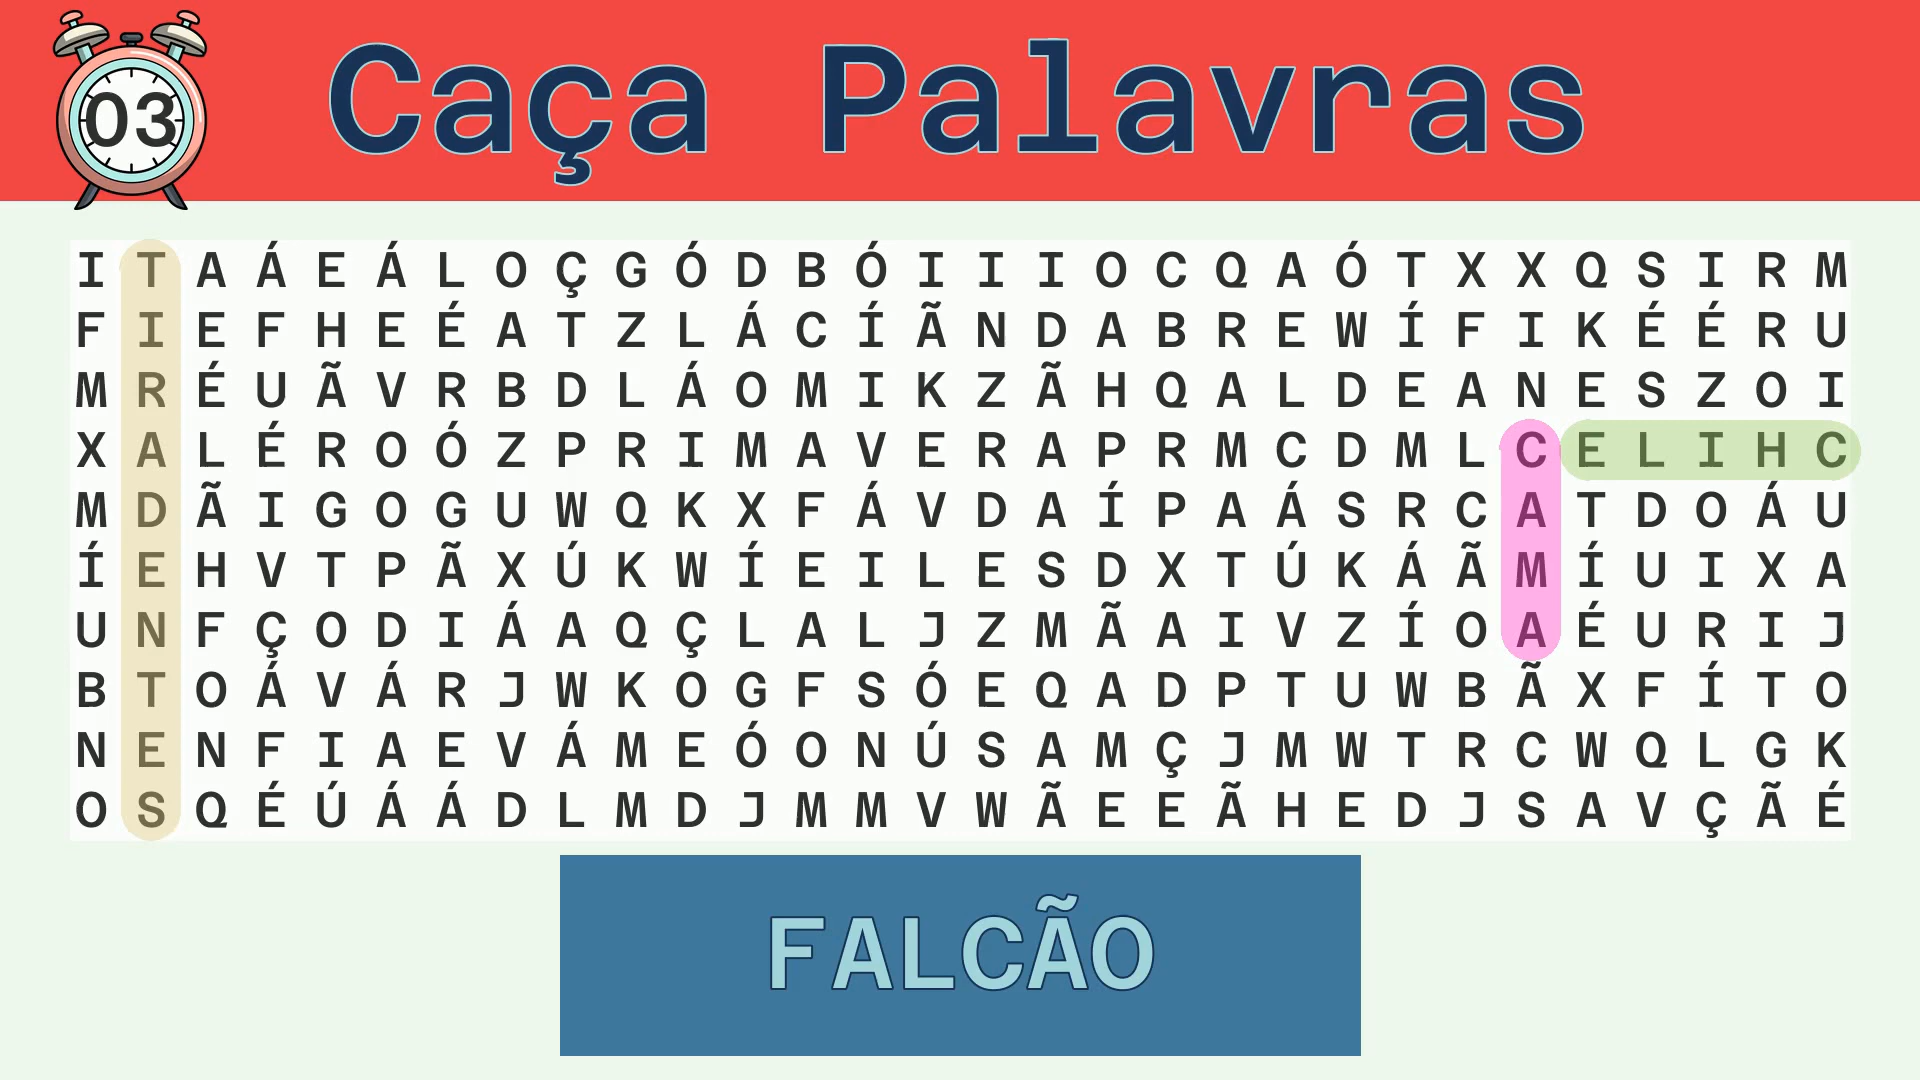 03
Caça Palavras
I T A Á E Á L O Ç G Ó D B Ó I I I O C Q A Ó T X X Q S I R M
F I E F H E É A T Z L Á C Í Ã N D A B R E W Í F I K É É R U
M R É U Ã V R B D L Á O M I K Z Ã H Q A L D E A N E S Z O I
X A L É R O Ó Z P R I M A V E R A P R M C D M L C E L I H C
M D Ã I G O G U W Q K X F Á V D A Í P A Á S R C A T D O Á U
Í E H V T P Ã X Ú K W Í E I L E S D X T Ú K Á Ã M Í U I X A
U N F Ç O D I Á A Q Ç L A L J Z M Ã A I V Z Í O A É U R I J
B T O Á V Á R J W K O G F S Ó E Q A D P T U W B Ã X F Í T O
N E N F I A E V Á M E Ó O N Ú S A M Ç J M W T R C W Q L G K
O S Q É Ú Á Á D L M D J M M V W Ã E E Ã H E D J S A V Ç Ã É
FALCÃO